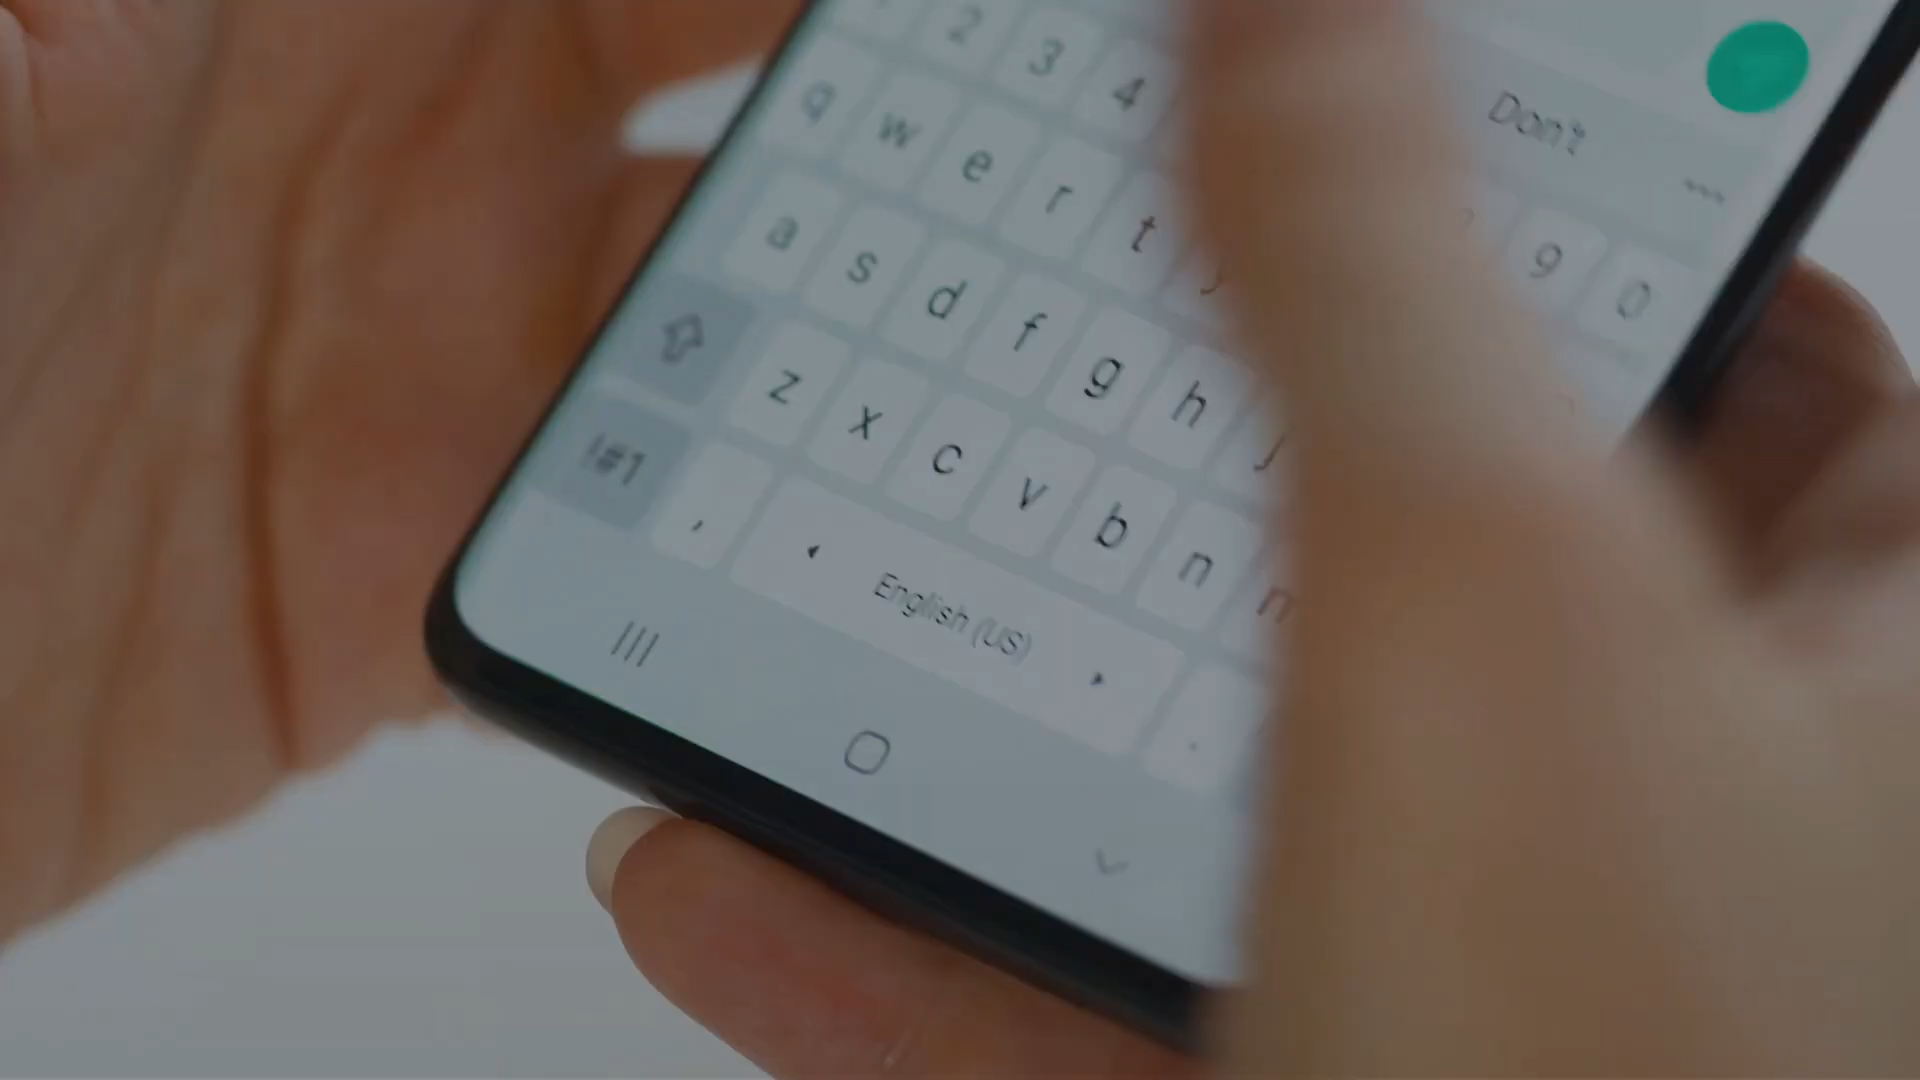 Don't
2 3 4 9 0
q w e r t
a s d f g h j
z x c v b n m
!#1 , English (US) .